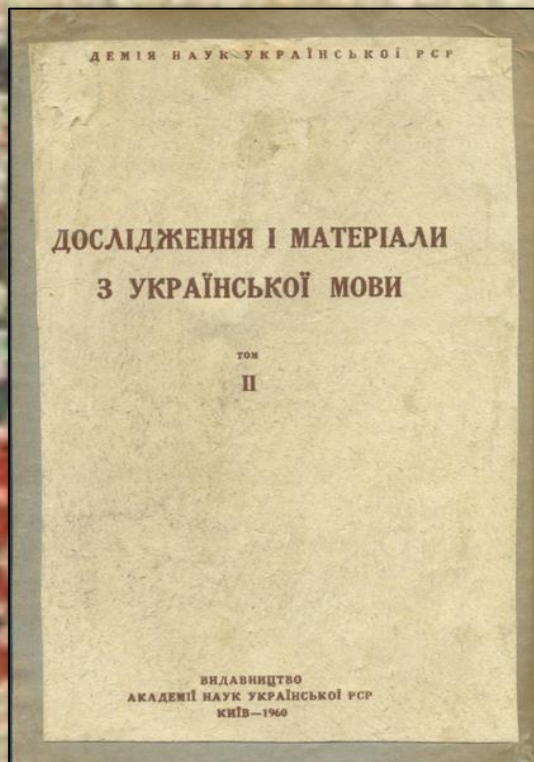 ДЕМІЯ НАУК УКРАЇНСЬКОЇ РСР
ДОСЛІДЖЕННЯ І МАТЕРІАЛИ
З УКРАЇНСЬКОЇ МОВИ
ТОМ
II
ВИДАВНИЦТВО
АКАДЕМІЇ НАУК УКРАЇНСЬКОЇ РСР
КИЇВ—1960